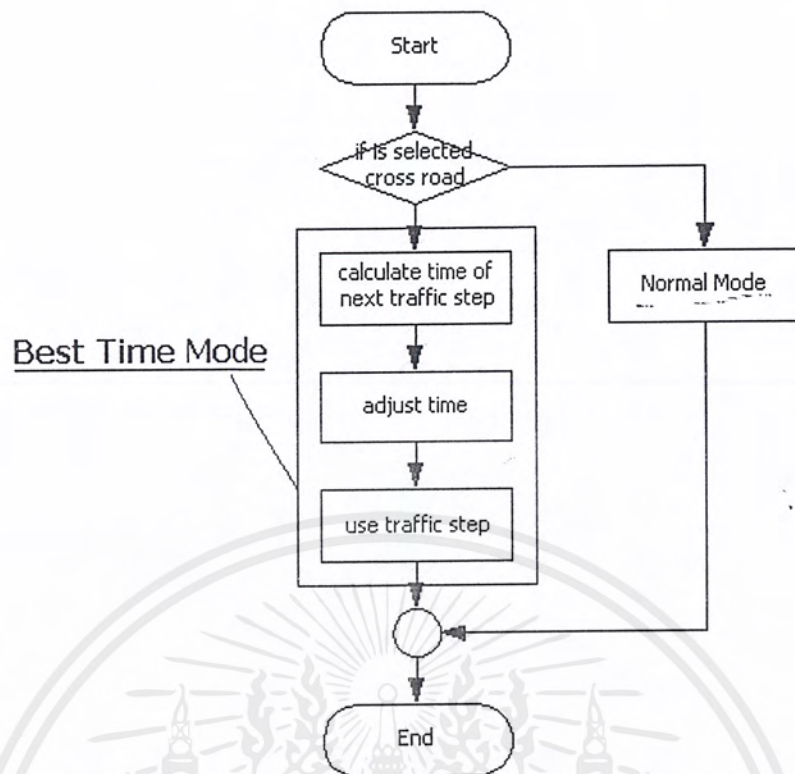 Start
if is selected
cross road
calculate time of
next traffic step
Normal Mode
Best Time Mode
adjust time
use traffic step
End